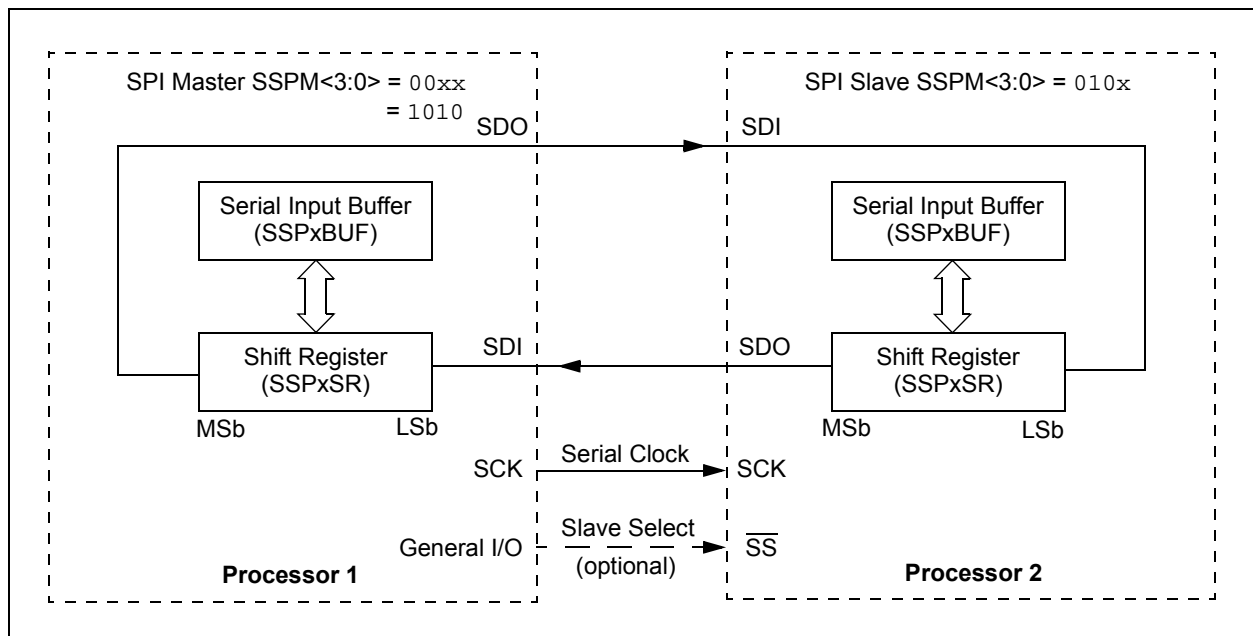 SPI Master SSPM<3:0> = 00xx
= 1010
SDO
Serial Input Buffer
(SSPxBUF)
Shift Register
(SSPxSR)
MSb
LSb
SDI
SCK
General I/O
Processor 1
Serial Clock
Slave Select
(optional)
SPI Slave SSPM<3:0> = 010x
SDI
Serial Input Buffer
(SSPxBUF)
SDO
Shift Register
(SSPxSR)
MSb
LSb
SCK
S̅S̅
Processor 2